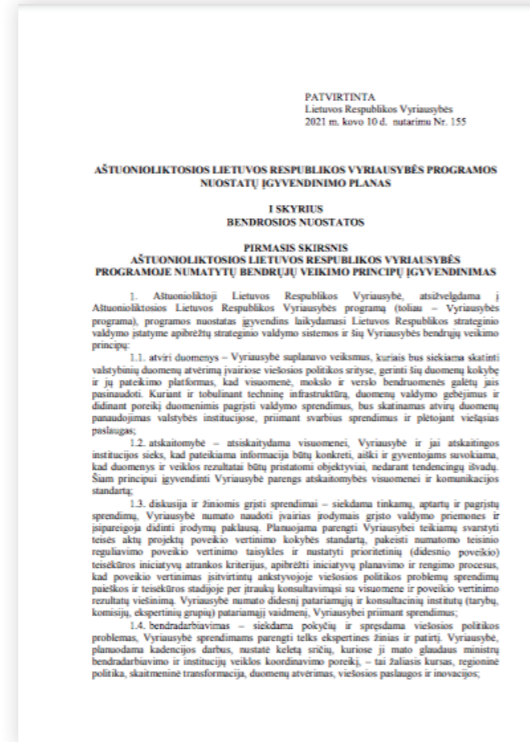 PATVIRTINTA
Lietuvos Respublikos Vyriausybės
2021 m. kovo 10 d. nutarimu Nr. 155
AŠTUONIOLIKTOSIOS LIETUVOS RESPUBLIKOS VYRIAUSYBĖS PROGRAMOS
NUOSTATŲ ĮGYVENDINIMO PLANAS
I SKYRIUS
BENDROSIOS NUOSTATOS
PIRMASIS SKIRSNIS
AŠTUONIOLIKTOSIOS LIETUVOS RESPUBLIKOS VYRIAUSYBĖS
PROGRAMOJE NUMATYTŲ BENDRŲJŲ VEIKIMO PRINCIPŲ ĮGYVENDINIMAS
1. Aštuonioliktoji Lietuvos Respublikos Vyriausybė, atsižvelgdama į
Aštuonioliktosios Lietuvos Respublikos Vyriausybės programą (toliau – Vyriausybės
programa), programos nuostatas įgyvendins laikydamasi Lietuvos Respublikos strateginio
valdymo įstatyme apibrėžtų strateginio valdymo sistemos ir šių Vyriausybės bendrųjų veikimo
principų:
1.1. atviri duomenys – Vyriausybė suplanavo veiksmus, kuriais bus siekiama skatinti
valstybinių duomenų atvėrimą įvairiose viešosios politikos srityse, gerinti šių duomenų kokybę
ir jų pateikimo platformas, kad visuomenė, mokslo ir verslo bendruomenės galėtų jais
pasinaudoti. Kuriant ir tobulinant techninę infrastruktūrą, duomenų valdymo gebėjimus ir
didinant poreikį duomenimis pagrįsti valdymo sprendimus, bus skatinamas atvirų duomenų
panaudojimas valstybės institucijose, priimant svarbius sprendimus ir plėtojant viešąsias
paslaugas;
1.2. atskaitomybė – atsiskaitydama visuomenei, Vyriausybė ir jai atskaitingos
institucijos sieks, kad pateikiama informacija būtų konkreti, aiški ir gyventojams suvokiama,
kad duomenys ir veiklos rezultatai būtų pristatomi objektyviai, nedarant tendencingų išvadų.
Šiam principui įgyvendinti Vyriausybė parengs atskaitomybės visuomenei ir komunikacijos
standartą;
1.3. diskusija ir žiniomis grįsti sprendimai – siekdama tinkamų, aptartų ir pagrįstų
sprendimų, Vyriausybė numato naudoti įvairias įrodymais grįsto valdymo priemones ir
įsipareigoja didinti įrodymų paklausą. Planuojama parengti Vyriausybei teikiamų svarstyti
teisės aktų projektų poveikio vertinimo kokybės standartą, pakeisti numatomo teisinio
reguliavimo poveikio vertinimo taisykles ir nustatyti prioritetinių (didesnio poveikio)
teisėkūros iniciatyvų atrankos kriterijus, apibrėžti iniciatyvų planavimo ir rengimo procesus,
kad poveikio vertinimas įsitvirtintų ankstyvojoje viešosios politikos problemų sprendimų
paieškos ir teisėkūros stadijoje per įtrauktų konsultavimąsi su visuomene ir poveikio vertinimo
rezultatų viešinimą. Vyriausybė numato didesnį patariamųjų ir konsultacinių institutų (tarybų,
komisijų, ekspertinių grupių) patariamąjį vaidmenį, Vyriausybei priimant sprendimus;
1.4. bendradarbiavimas – siekdama pokyčių ir spręsdama viešosios politikos
problemas, Vyriausybė sprendimams parengti telks ekspertines žinias ir patirtį. Vyriausybė,
planuodama kadencijos darbus, nustatė keletą sričių, kuriose ji mato glaudaus ministrų
bendradarbiavimo ir institucijų veiklos koordinavimo poreikį, – tai žaliasis kursas, regioninė
politika, skaitmeninė transformacija, duomenų atvėrimas, viešosios paslaugos ir inovacijos;